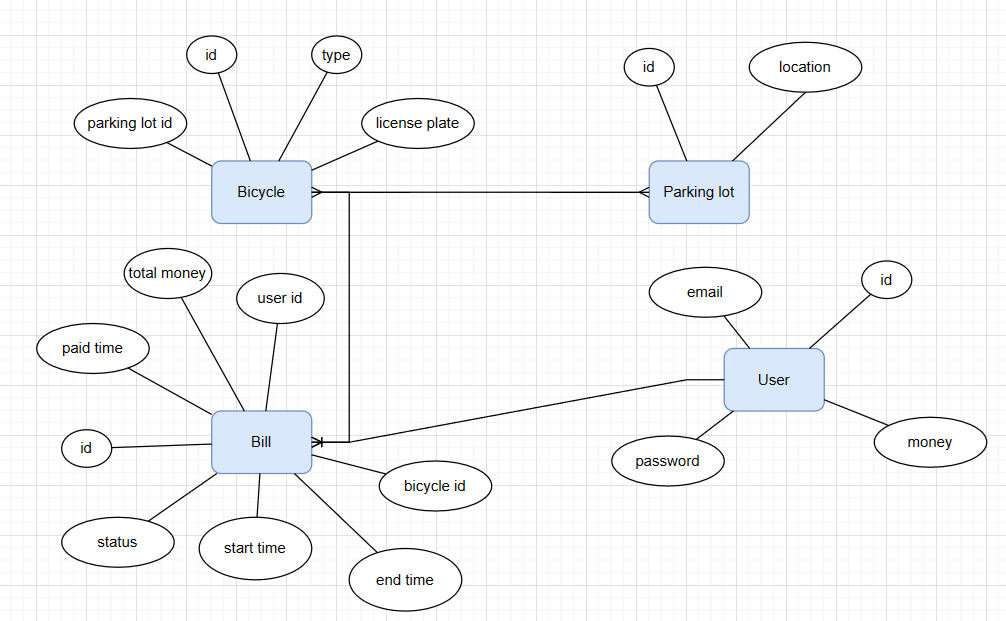 id
type
parking lot id
license plate
Bicycle
id
location
Parking lot
total money
user id
paid time
id
Bill
status
start time
end time
bicycle id
email
id
User
password
money